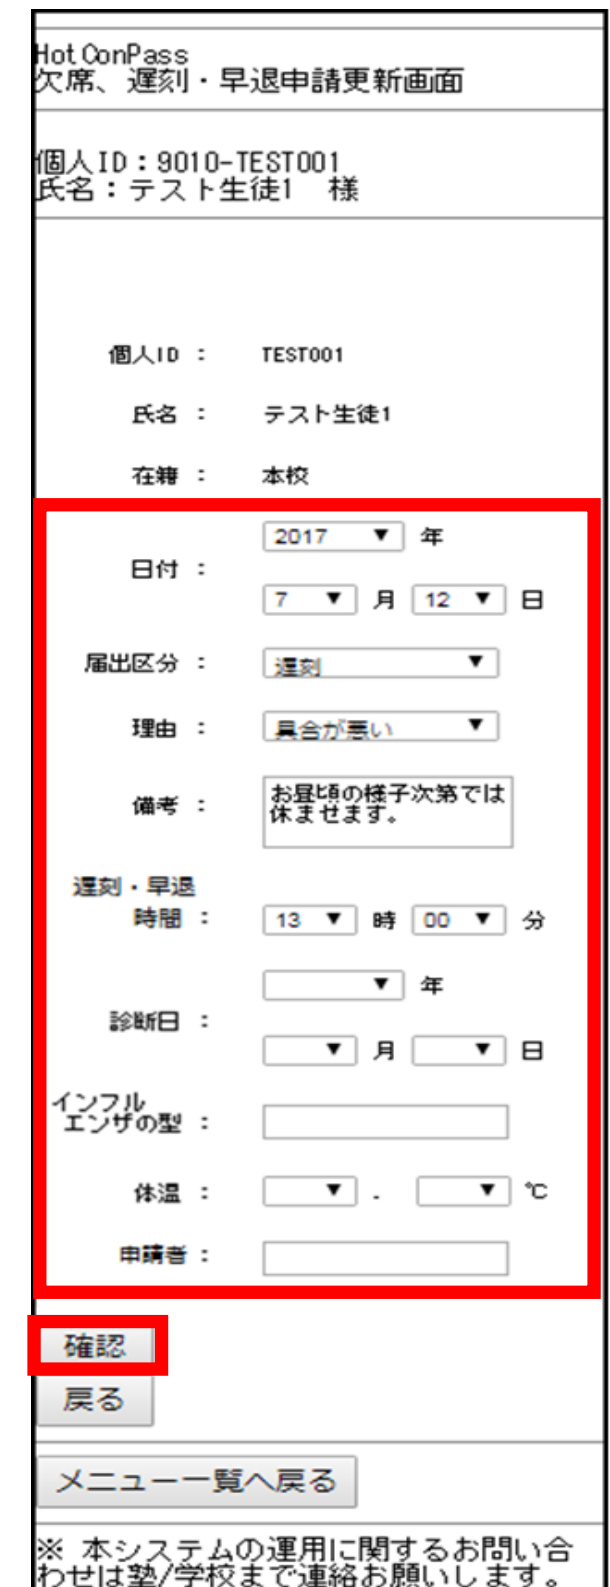 Hot ConPass
欠席、遅刻・早退申請更新画面
個人ID：9010-TEST001
氏名：テスト生徒1　様
個人ID ： TEST001
氏名 ： テスト生徒1
在籍 ： 本校
2017 ▼ 年
日付 ：
7 ▼ 月 12 ▼ 日
届出区分 ： 遅刻 ▼
理由 ： 具合が悪い ▼
備考 ： お昼頃の様子次第では
休ませます。
遅刻・早退
時間 ： 13 ▼ 時 00 ▼ 分
▼ 年
診断日 ：
▼ 月 ▼ 日
インフル
エンザの型 ：
体温 ： ▼ . ▼ ℃
申請者 ：
確認
戻る
メニュー一覧へ戻る
※ 本システムの運用に関するお問い合
わせは塾/学校まで連絡お願いします。